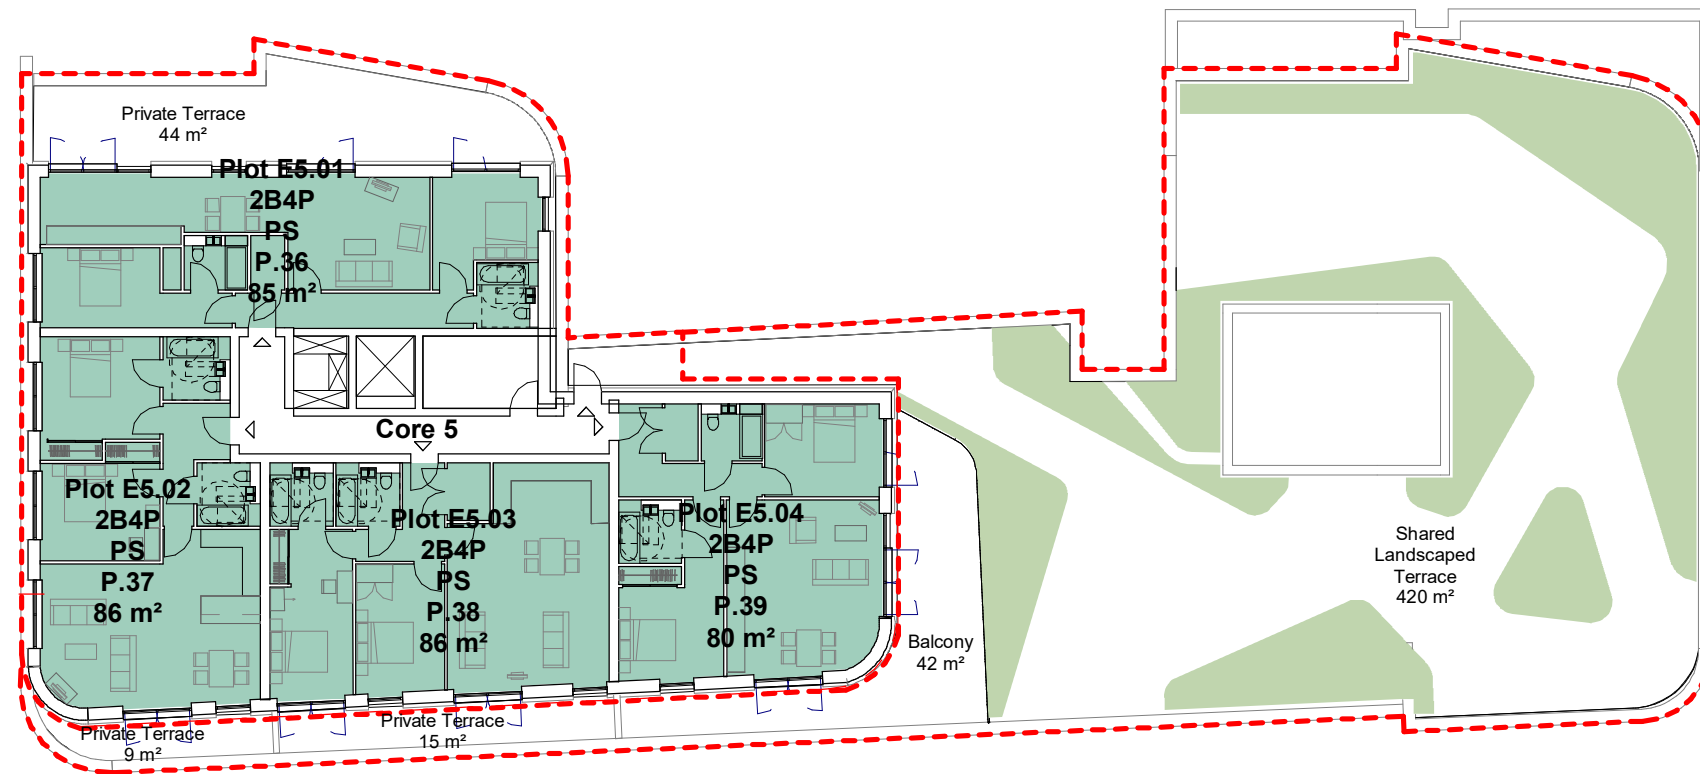 Private Terrace
44 m²
Plot E5.01
2B4P
PS
P.36
85 m²
Core 5
Plot E5.02
2B4P
PS
P.37
86 m²
Plot E5.03
2B4P
PS
P.38
86 m²
Plot E5.04
2B4P
PS
P.39
80 m²
Shared
Landscaped
Terrace
420 m²
Balcony
42 m²
Private Terrace
9 m²
Private Terrace
15 m²